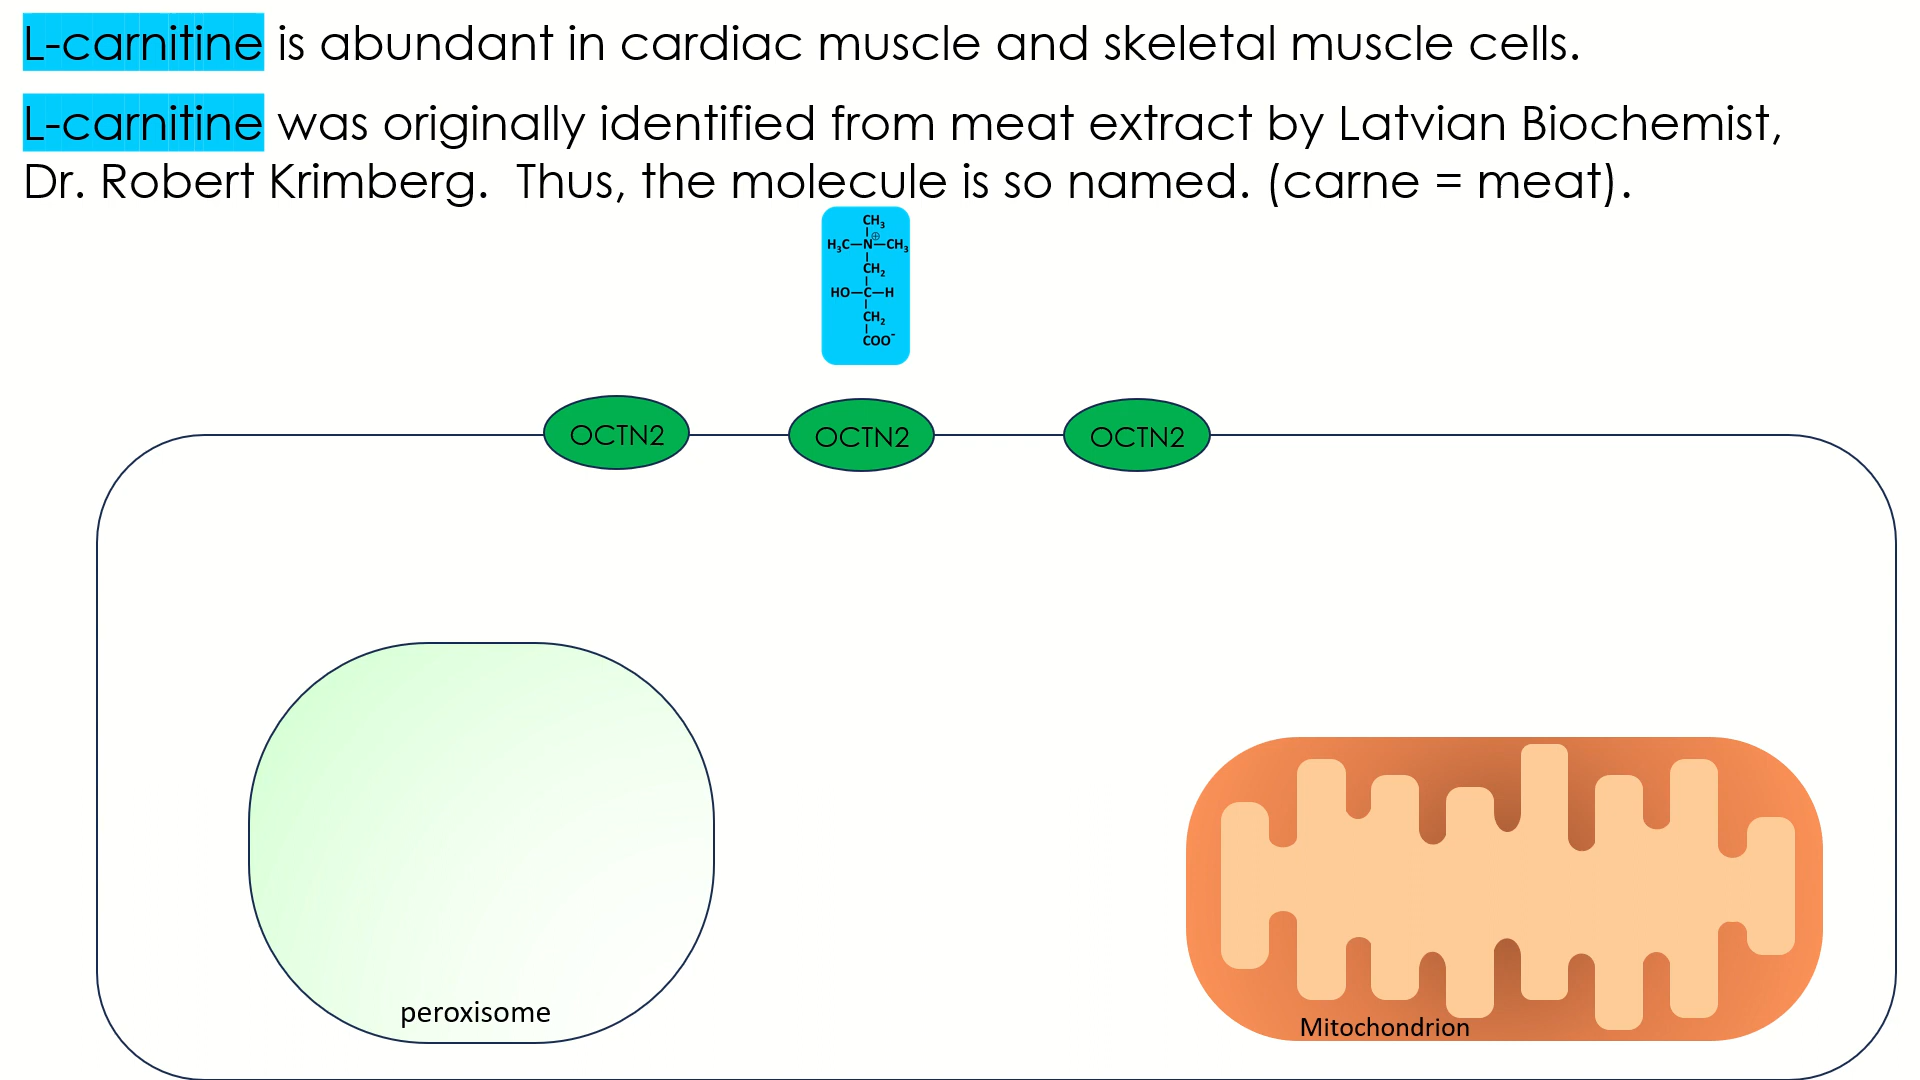 L-carnitine is abundant in cardiac muscle and skeletal muscle cells.
L-carnitine was originally identified from meat extract by Latvian Biochemist,
Dr. Robert Krimberg.  Thus, the molecule is so named. (carne = meat).
CH₃
H₃C—N⊕—CH₃
CH₂
HO—C—H
CH₂
COO⁻
OCTN2 OCTN2 OCTN2
peroxisome
Mitochondrion